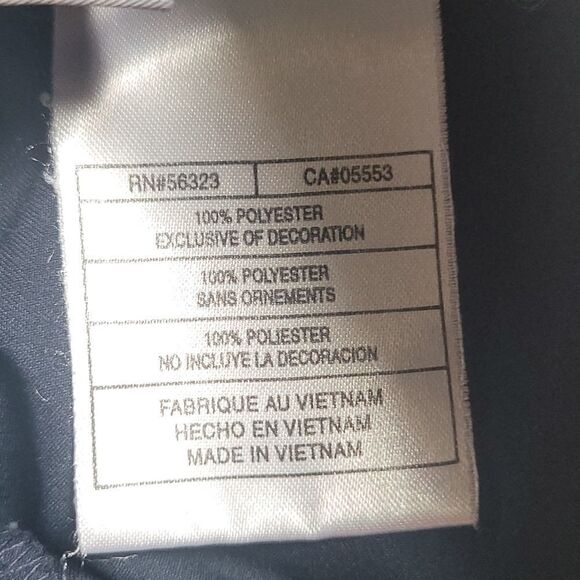 RN#56323 CA#05553
100% POLYESTER
EXCLUSIVE OF DECORATION
100% POLYESTER
SANS ORNEMENTS
100% POLIESTER
NO INCLUYE LA DECORACION
FABRIQUE AU VIETNAM
HECHO EN VIETNAM
MADE IN VIETNAM